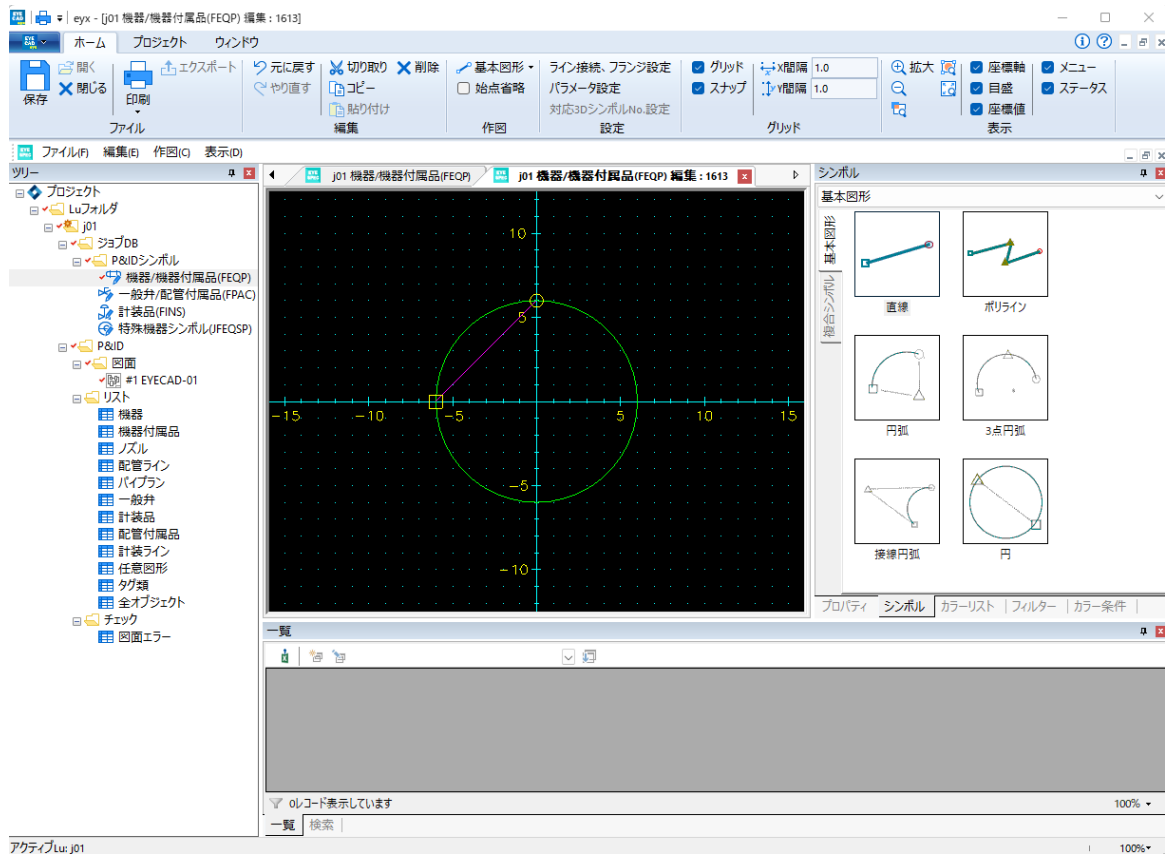 eyx - [j01 機器/機器付属品(FEQP) 編集 : 1613]
ホーム プロジェクト ウィンドウ
開く エクスポート 元に戻す 切り取り 削除 基本図形 ライン接続、フランジ設定 グリッド X間隔 1.0 拡大 座標軸 メニュー
閉じる やり直す コピー 始点省略 パラメータ設定 スナップ Y間隔 1.0 目盛 ステータス
保存 印刷 貼り付け 対応3DシンボルNo.設定 座標値
ファイル 編集 作図 設定 グリッド 表示
ファイル(F) 編集(E) 作図(C) 表示(D)
ツリー
プロジェクト
Luフォルダ
j01
ジョブDB
P&IDシンボル
機器/機器付属品(FEQP)
一般弁/配管付属品(FPAC)
計装品(FINS)
特殊機器シンボル(JFEQSP)
P&ID
図面
#1 EYECAD-01
リスト
機器
機器付属品
ノズル
配管ライン
パイプラン
一般弁
計装品
配管付属品
計装ライン
任意図形
タグ類
全オブジェクト
チェック
図面エラー
j01 機器/機器付属品(FEQP) j01 機器/機器付属品(FEQP) 編集 : 1613
10
5
-15 -10 -5 5 10 15
-5
-10
シンボル
基本図形
基本図形
複合シンボル
直線 ポリライン
円弧 3点円弧
接線円弧 円
プロパティ シンボル カラーリスト フィルター カラー条件
一覧
0レコード表示しています 100%
一覧 検索
アクティブLu: j01 100%